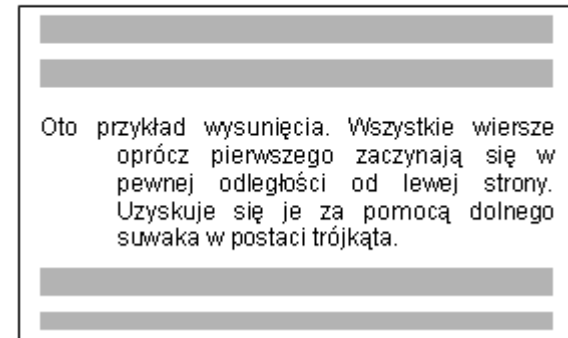 Oto przykład wysunięcia. Wszystkie wiersze
oprócz pierwszego zaczynają się w
pewnej odległości od lewej strony.
Uzyskuje się je za pomocą dolnego
suwaka w postaci trójkąta.